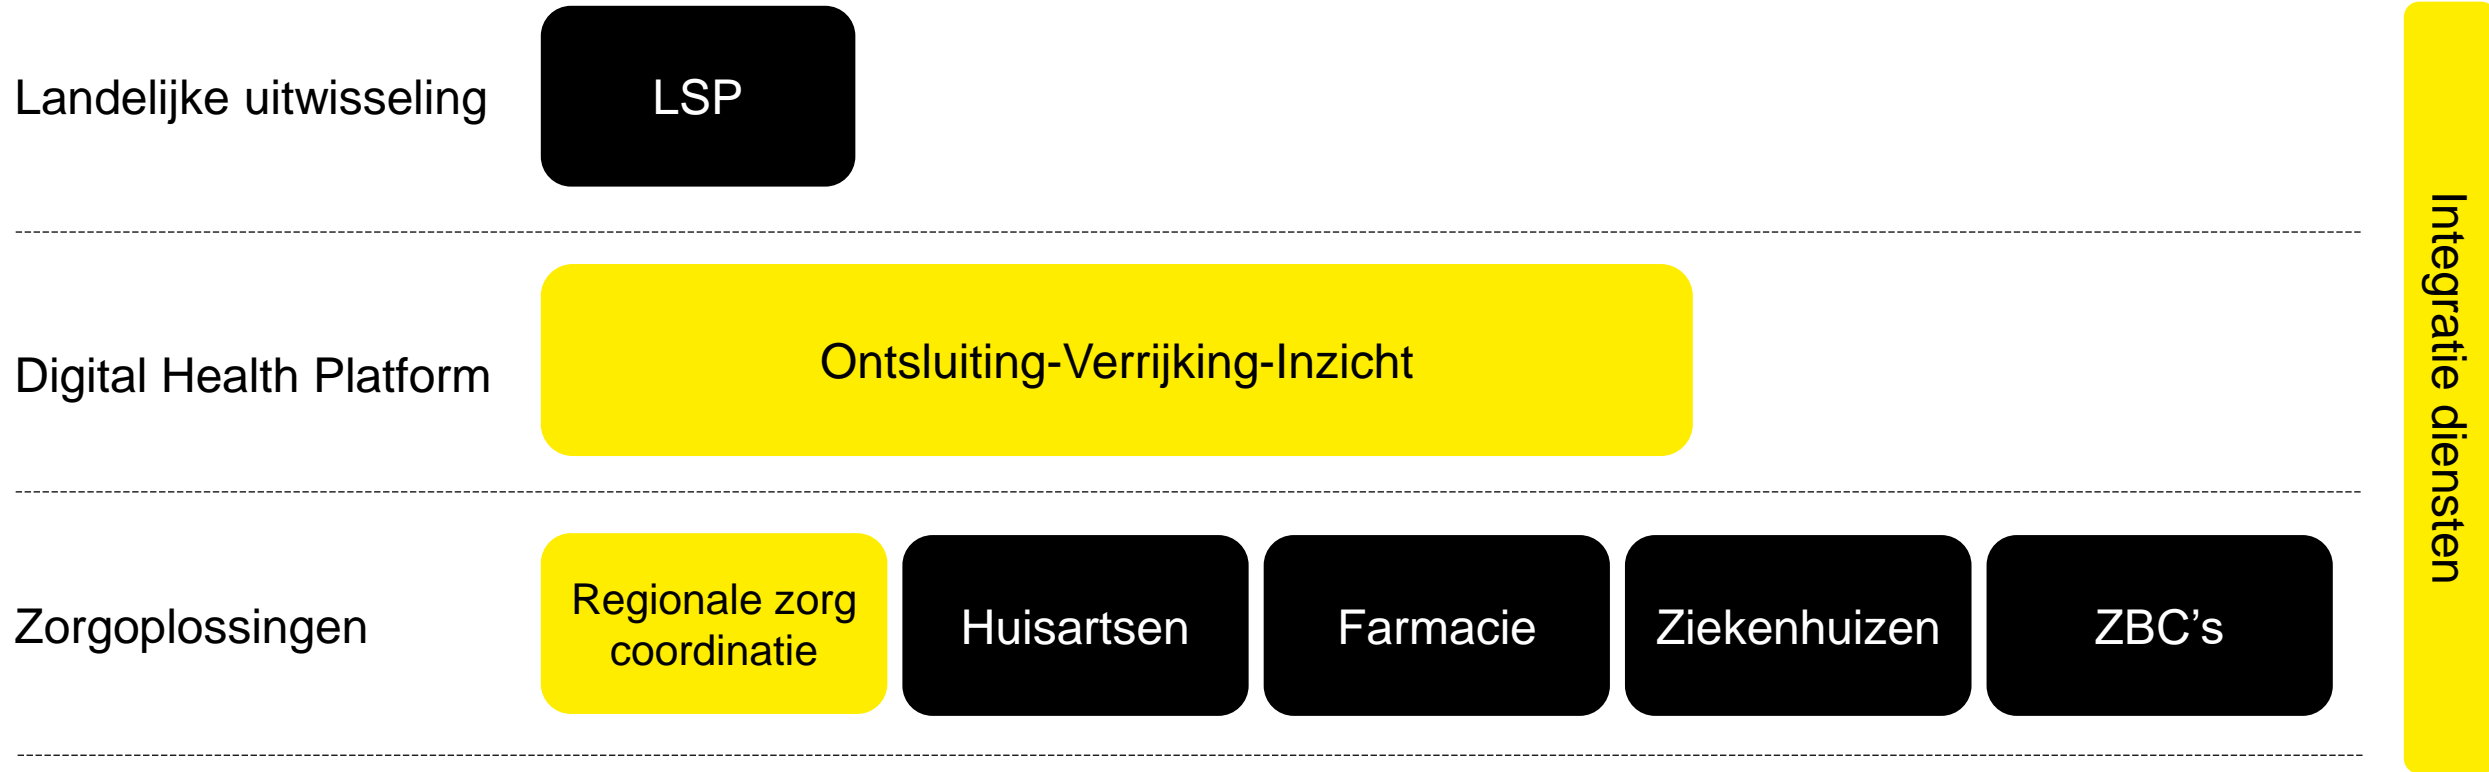 Landelijke uitwisseling
LSP
Digital Health Platform
Ontsluiting-Verrijking-Inzicht
Zorgoplossingen
Regionale zorg
coordinatie
Huisartsen
Farmacie
Ziekenhuizen
ZBC’s
Integratie diensten